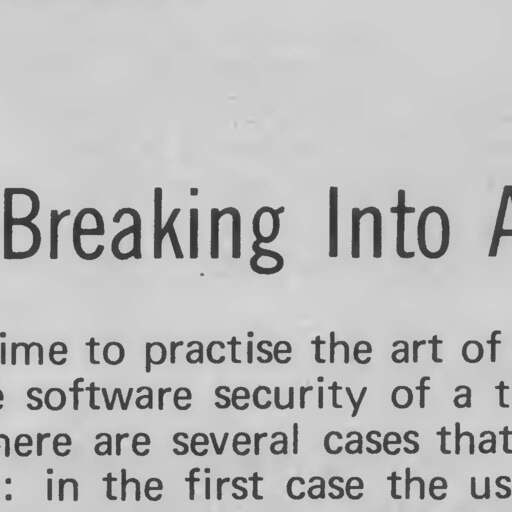 Breaking Into A
ime to practise the art of
software security of a t
here are several cases that
: in the first case the us